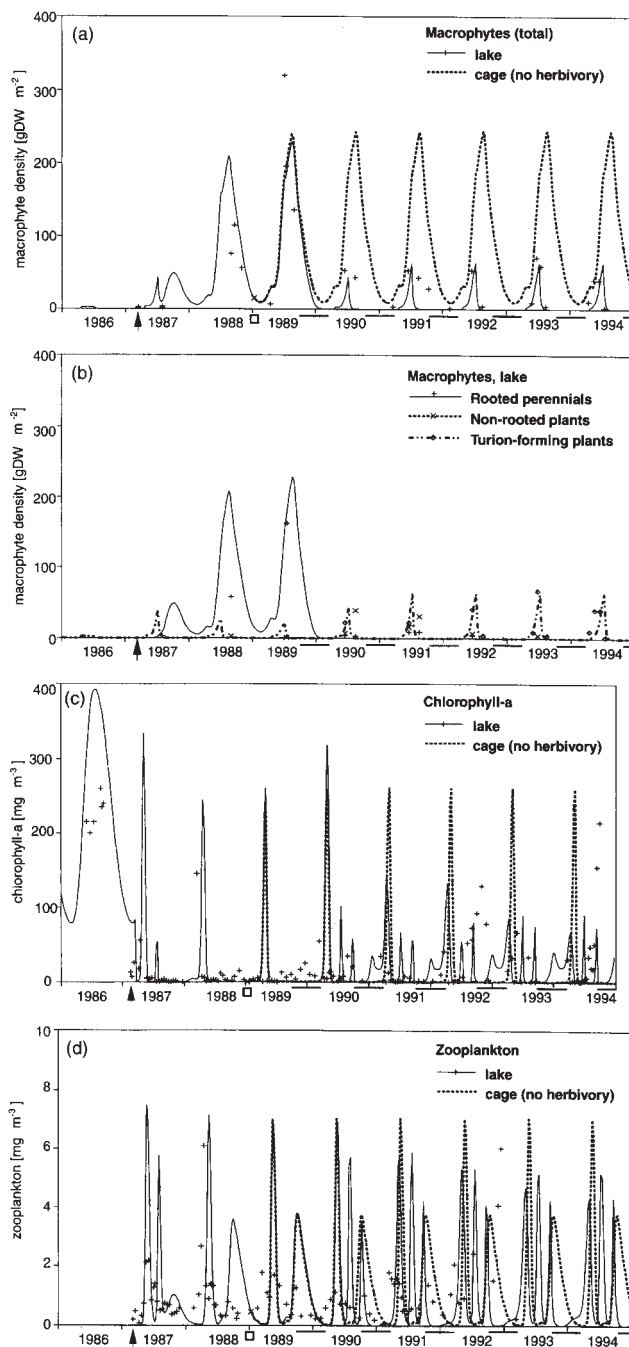 (a)
Macrophytes (total)
lake
cage (no herbivory)
macrophyte density [gDW m-2]
400
300
200
100
0
1986 1987 1988 1989 1990 1991 1992 1993 1994
(b)
Macrophytes, lake
Rooted perennials
Non-rooted plants
Turion-forming plants
macrophyte density [gDW m-2]
400
300
200
100
0
1986 1987 1988 1989 1990 1991 1992 1993 1994
(c)
Chlorophyll-a
lake
cage (no herbivory)
chlorophyll-a [mg m-3]
400
300
200
100
0
1986 1987 1988 1989 1990 1991 1992 1993 1994
(d)
Zooplankton
lake
cage (no herbivory)
zooplankton [mg m-3]
10
8
6
4
2
0
1986 1987 1988 1989 1990 1991 1992 1993 1994